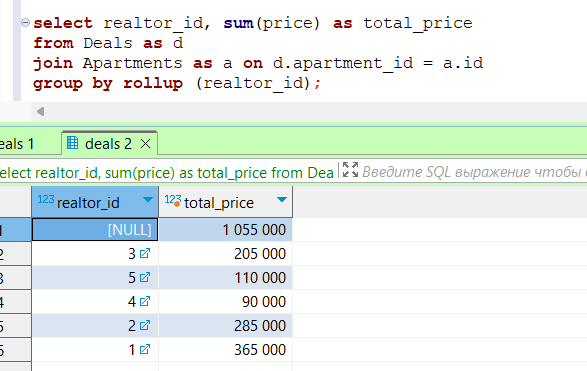 select realtor_id, sum(price) as total_price
from Deals as d
join Apartments as a on d.apartment_id = a.id
group by rollup (realtor_id);
eals 1 deals 2
elect realtor_id, sum(price) as total_price from Dea Введите SQL выражение чтобы
123 realtor_id 123 total_price
1 [NULL] 1 055 000
2 3 205 000
3 5 110 000
4 4 90 000
5 2 285 000
6 1 365 000